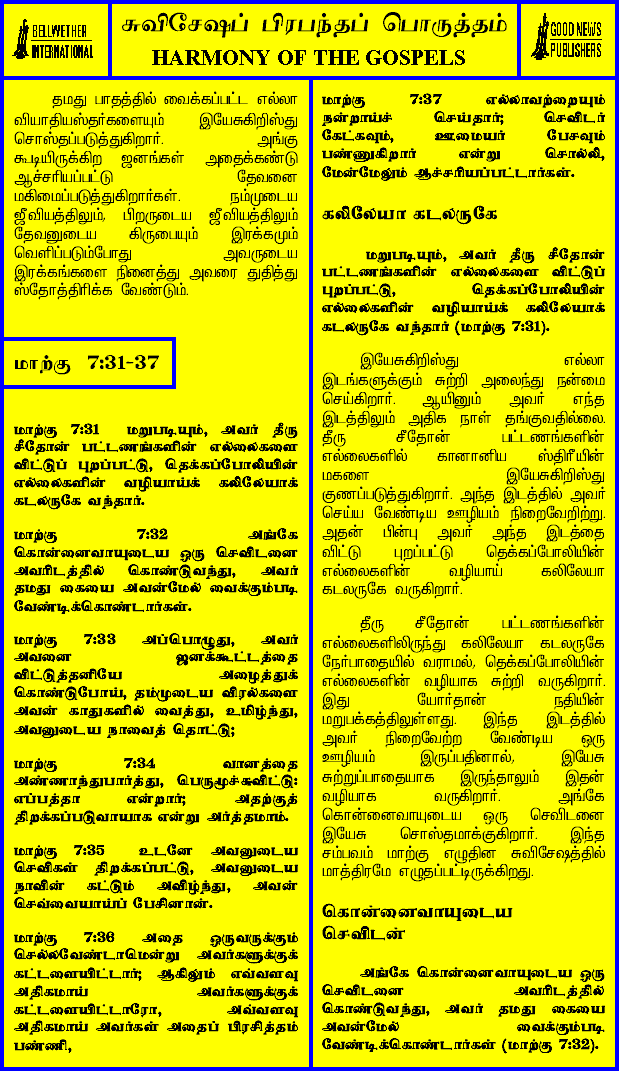 BELLWETHER
INTERNATIONAL
சுவிசேஷப் பிரபந்தப் பொருத்தம்
HARMONY OF THE GOSPELS
GOOD NEWS
PUBLISHERS
தமது பாதத்தில் வைக்கப்பட்ட எல்லா
வியாதியஸ்தர்களையும் இயேசுகிறிஸ்து
சொஸ்தப்படுத்துகிறார். அங்கு
கூடியிருக்கிற ஜனங்கள் அதைக்கண்டு
ஆச்சரியப்பட்டு தேவனை
மகிமைப்படுத்துகிறார்கள். நம்முடைய
ஜீவியத்திலும், பிறருடைய ஜீவியத்திலும்
தேவனுடைய கிருபையும் இரக்கமும்
வெளிப்படும்போது அவருடைய
இரக்கங்களை நினைத்து அவரை துதித்து
ஸ்தோத்திரிக்க வேண்டும்.
மாற்கு 7:31-37
மாற்கு 7:31 மறுபடியும், அவர் தீரு
சீதோன் பட்டணங்களின் எல்லைகளை
விட்டுப் புறப்பட்டு, தெக்கப்போலியின்
எல்லைகளின் வழியாய்க் கலிலேயாக்
கடலருகே வந்தார்.
மாற்கு 7:32 அங்கே
கொன்னைவாயுடைய ஒரு செவிடனை
அவரிடத்தில் கொண்டுவந்து, அவர்
தமது கையை அவன்மேல் வைக்கும்படி
வேண்டிக்கொண்டார்கள்.
மாற்கு 7:33 அப்பொழுது, அவர்
அவனை ஜனக்கூட்டத்தை
விட்டுத்தனியே அழைத்துக்
கொண்டுபோய், தம்முடைய விரல்களை
அவன் காதுகளில் வைத்து, உமிழ்ந்து,
அவனுடைய நாவைத் தொட்டு;
மாற்கு 7:34 வானத்தை
அண்ணாந்துபார்த்து, பெருமூச்சுவிட்டு:
எப்பத்தா என்றார்; அதற்குத்
திறக்கப்படுவாயாக என்று அர்த்தமாம்.
மாற்கு 7:35 உடனே அவனுடைய
செவிகள் திறக்கப்பட்டு, அவனுடைய
நாவின் கட்டும் அவிழ்ந்து, அவன்
செவ்வையாய்ப் பேசினான்.
மாற்கு 7:36 அதை ஒருவருக்கும்
செல்லவேண்டாமென்று அவர்களுக்குக்
கட்டளையிட்டார்; ஆகிலும் எவ்வளவு
அதிகமாய் அவர்களுக்குக்
கட்டளையிட்டாரோ, அவ்வளவு
அதிகமாய் அவர்கள் அதைப் பிரசித்தம்
பண்ணி,
மாற்கு 7:37 எல்லாவற்றையும்
நன்றாய்ச் செய்தார்; செவிடர்
கேட்கவும், ஊமையர் பேசவும்
பண்ணுகிறார் என்று சொல்லி,
மேன்மேலும் ஆச்சரியப்பட்டார்கள்.
கலிலேயா கடலருகே
மறுபடியும், அவர் தீரு சீதோன்
பட்டணங்களின் எல்லைகளை விட்டுப்
புறப்பட்டு, தெக்கப்போலியின்
எல்லைகளின் வழியாய்க் கலிலேயாக்
கடலருகே வந்தார் (மாற்கு 7:31).
இயேசுகிறிஸ்து எல்லா
இடங்களுக்கும் சுற்றி அலைந்து நன்மை
செய்கிறார். ஆயினும் அவர் எந்த
இடத்திலும் அதிக நாள் தங்குவதில்லை.
தீரு சீதோன் பட்டணங்களின்
எல்லைகளில் கானானிய ஸ்திரீயின்
மகளை இயேசுகிறிஸ்து
குணப்படுத்துகிறார். அந்த இடத்தில் அவர்
செய்ய வேண்டிய ஊழியம் நிறைவேறிற்று.
அதன் பின்பு அவர் அந்த இடத்தை
விட்டு புறப்பட்டு தெக்கப்போலியின்
எல்லைகளின் வழியாய் கலிலேயா
கடலருகே வருகிறார்.
தீரு சீதோன் பட்டணங்களின்
எல்லைகளிலிருந்து கலிலேயா கடலருகே
நேர்பாதையில் வராமல், தெக்கப்போலியின்
எல்லைகளின் வழியாக சுற்றி வருகிறார்.
இது யோர்தான் நதியின்
மறுபக்கத்திலுள்ளது. இந்த இடத்தில்
அவர் நிறைவேற்ற வேண்டிய ஒரு
ஊழியம் இருப்பதினால், இயேசு
சுற்றுப்பாதையாக இருந்தாலும் இதன்
வழியாக வருகிறார். அங்கே
கொன்னைவாயுடைய ஒரு செவிடனை
இயேசு சொஸ்தமாக்குகிறார். இந்த
சம்பவம் மாற்கு எழுதின சுவிசேஷத்தில்
மாத்திரமே எழுதப்பட்டிருக்கிறது.
கொன்னைவாயுடைய
செவிடன்
அங்கே கொன்னைவாயுடைய ஒரு
செவிடனை அவரிடத்தில்
கொண்டுவந்து, அவர் தமது கையை
அவன்மேல் வைக்கும்படி
வேண்டிக்கொண்டார்கள் (மாற்கு 7:32).